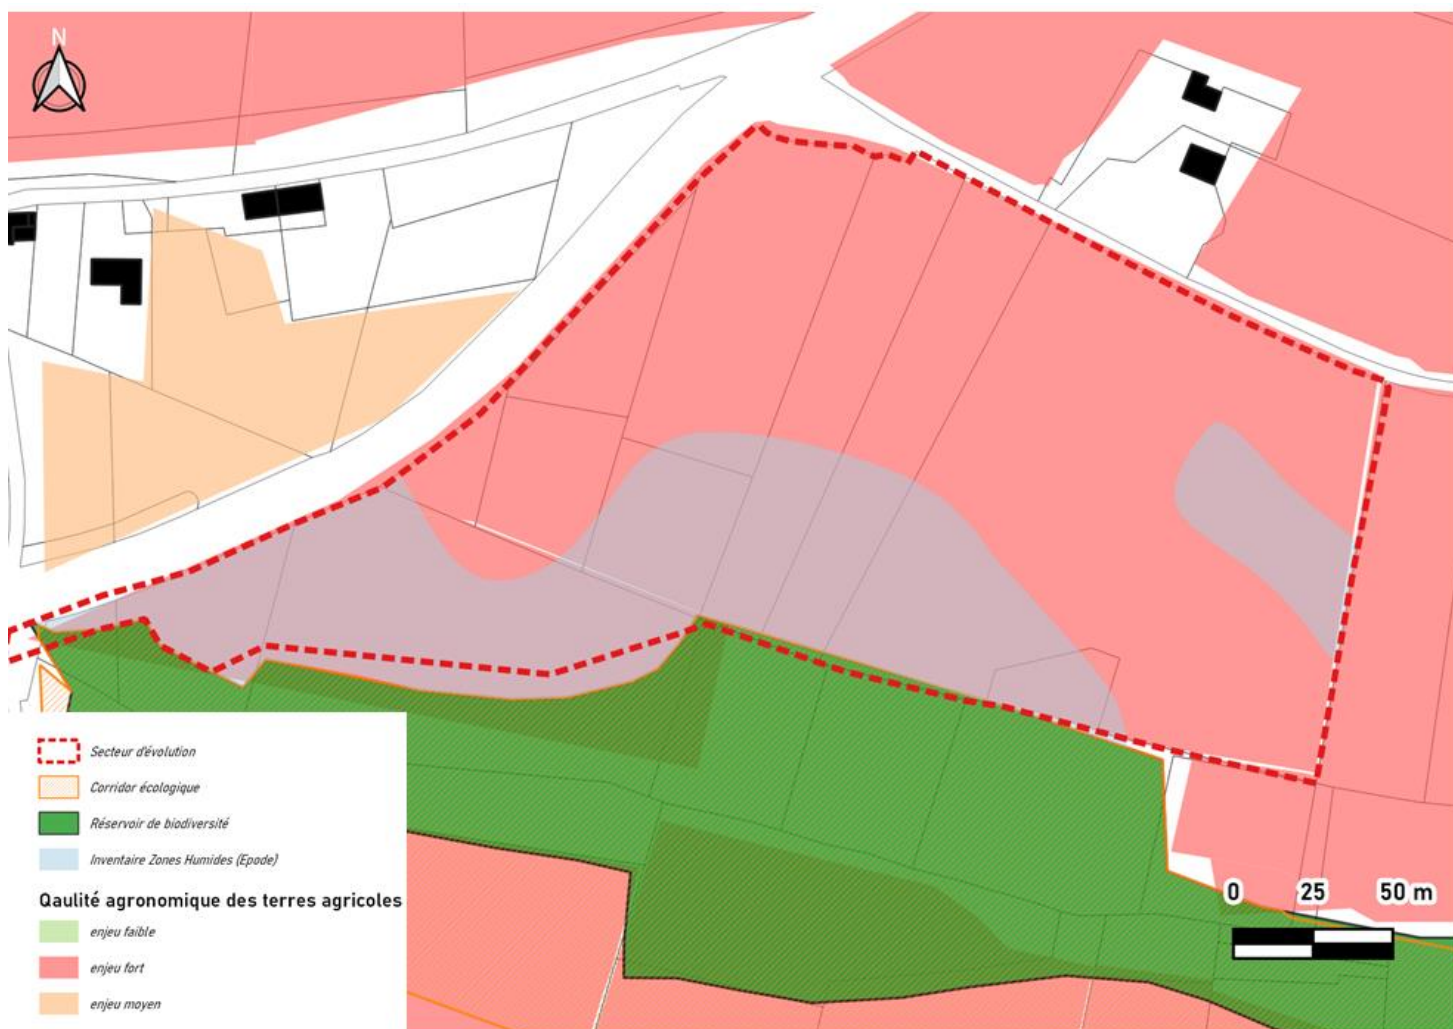 N
Secteur d'évolution
Corridor écologique
Réservoir de biodiversité
Inventaire Zones Humides (Epode)
Qaulité agronomique des terres agricoles
enjeu faible
enjeu fort
enjeu moyen
0 25 50 m